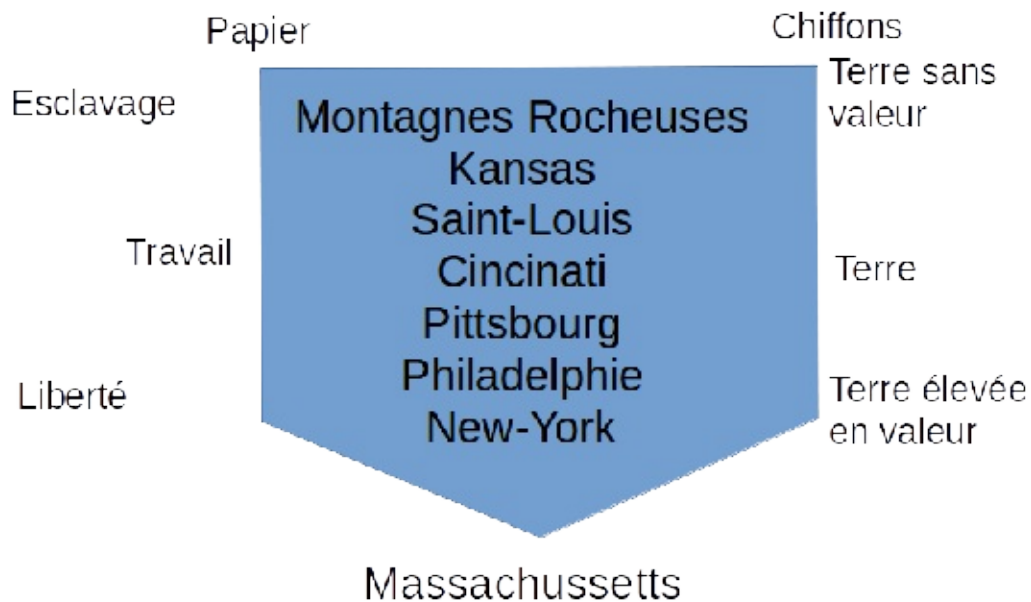 Papier
Chiffons
Esclavage
Terre sans
valeur
Montagnes Rocheuses
Kansas
Saint-Louis
Travail
Cincinati
Terre
Pittsbourg
Philadelphie
Liberté
Terre élevée
en valeur
New-York
Massachussetts